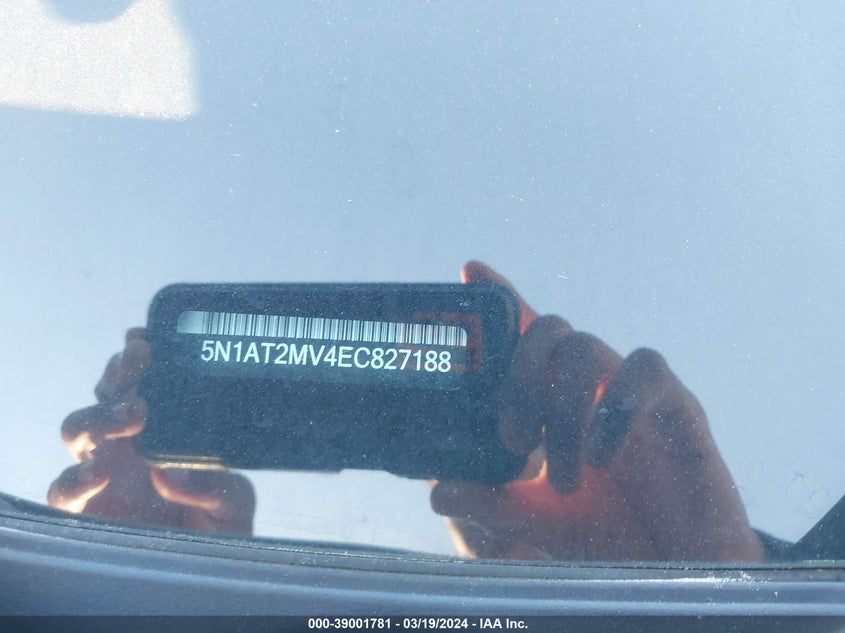 5N1AT2MV4EC827188
000-39001781 - 03/19/2024 - IAA Inc.